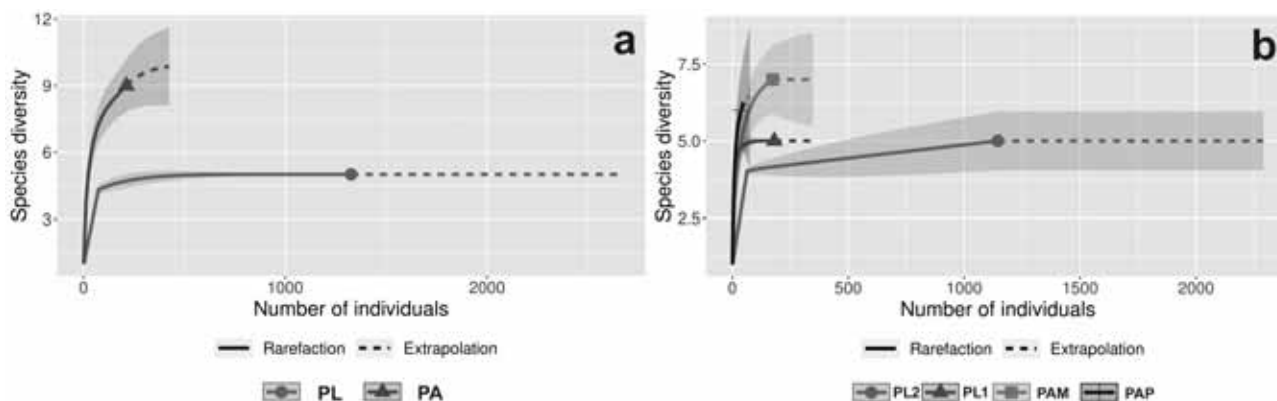 a
12
9
6
3
Species diversity
0
1000
2000
Number of individuals
Rarefaction
Extrapolation
PL
PA
b
7.5
5.0
2.5
Species diversity
0
500
1000
1500
2000
Number of individuals
Rarefaction
Extrapolation
PL2
PL1
PAM
PAP